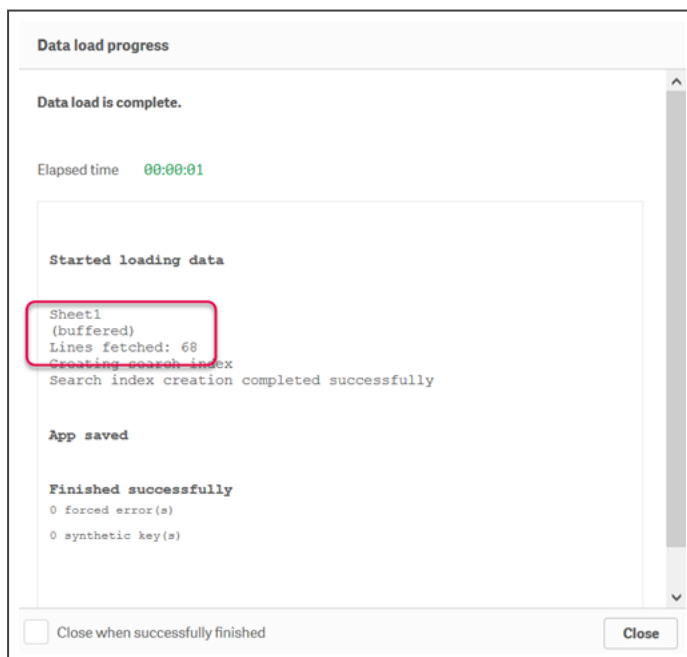 Data load progress
Data load is complete.
Elapsed time 00:00:01
Started loading data
Sheet1
(buffered)
Lines fetched: 68
Creating search index
Search index creation completed successfully
App saved
Finished successfully
0 forced error(s)
0 synthetic key(s)
Close when successfully finished
Close